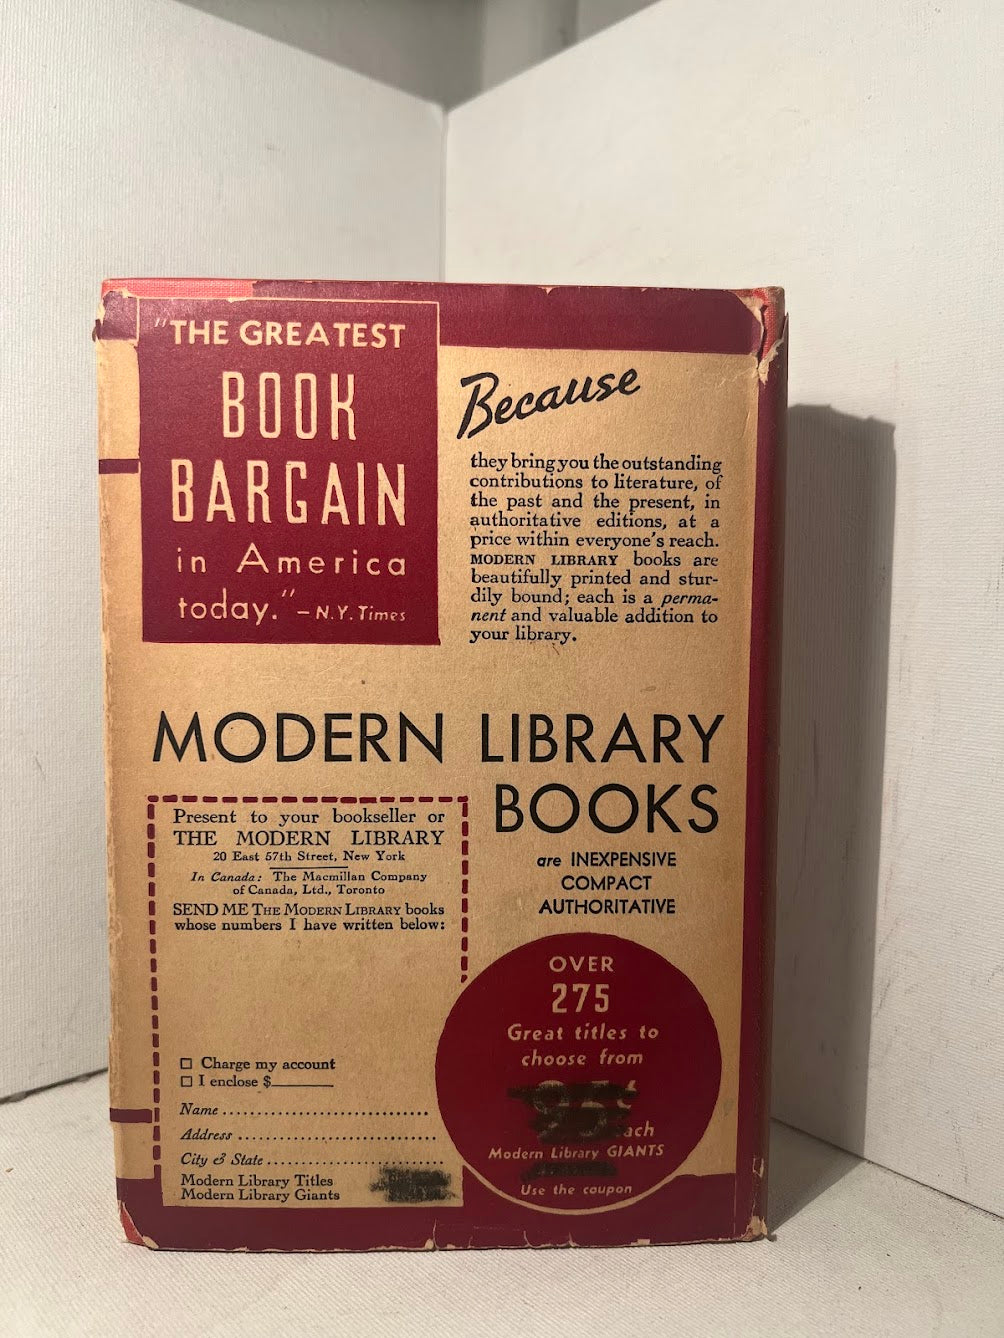 "THE GREATEST
BOOK
BARGAIN
in America
today."—N.Y. Times
Because
they bring you the outstanding
contributions to literature, of
the past and the present, in
authoritative editions, at a
price within everyone's reach.
MODERN LIBRARY books are
beautifully printed and stur-
dily bound; each is a perma-
nent and valuable addition to
your library.
MODERN LIBRARY
BOOKS
are INEXPENSIVE
COMPACT
AUTHORITATIVE
Present to your bookseller or
THE MODERN LIBRARY
20 East 57th Street, New York
In Canada: The Macmillan Company
of Canada, Ltd., Toronto
SEND ME THE MODERN LIBRARY books
whose numbers I have written below:
☐ Charge my account
☐ I enclose $______
Name ..............................
Address .............................
City & State .........................
Modern Library Titles
Modern Library Giants
OVER
275
Great titles to
choose from
Modern Library GIANTS
Use the coupon